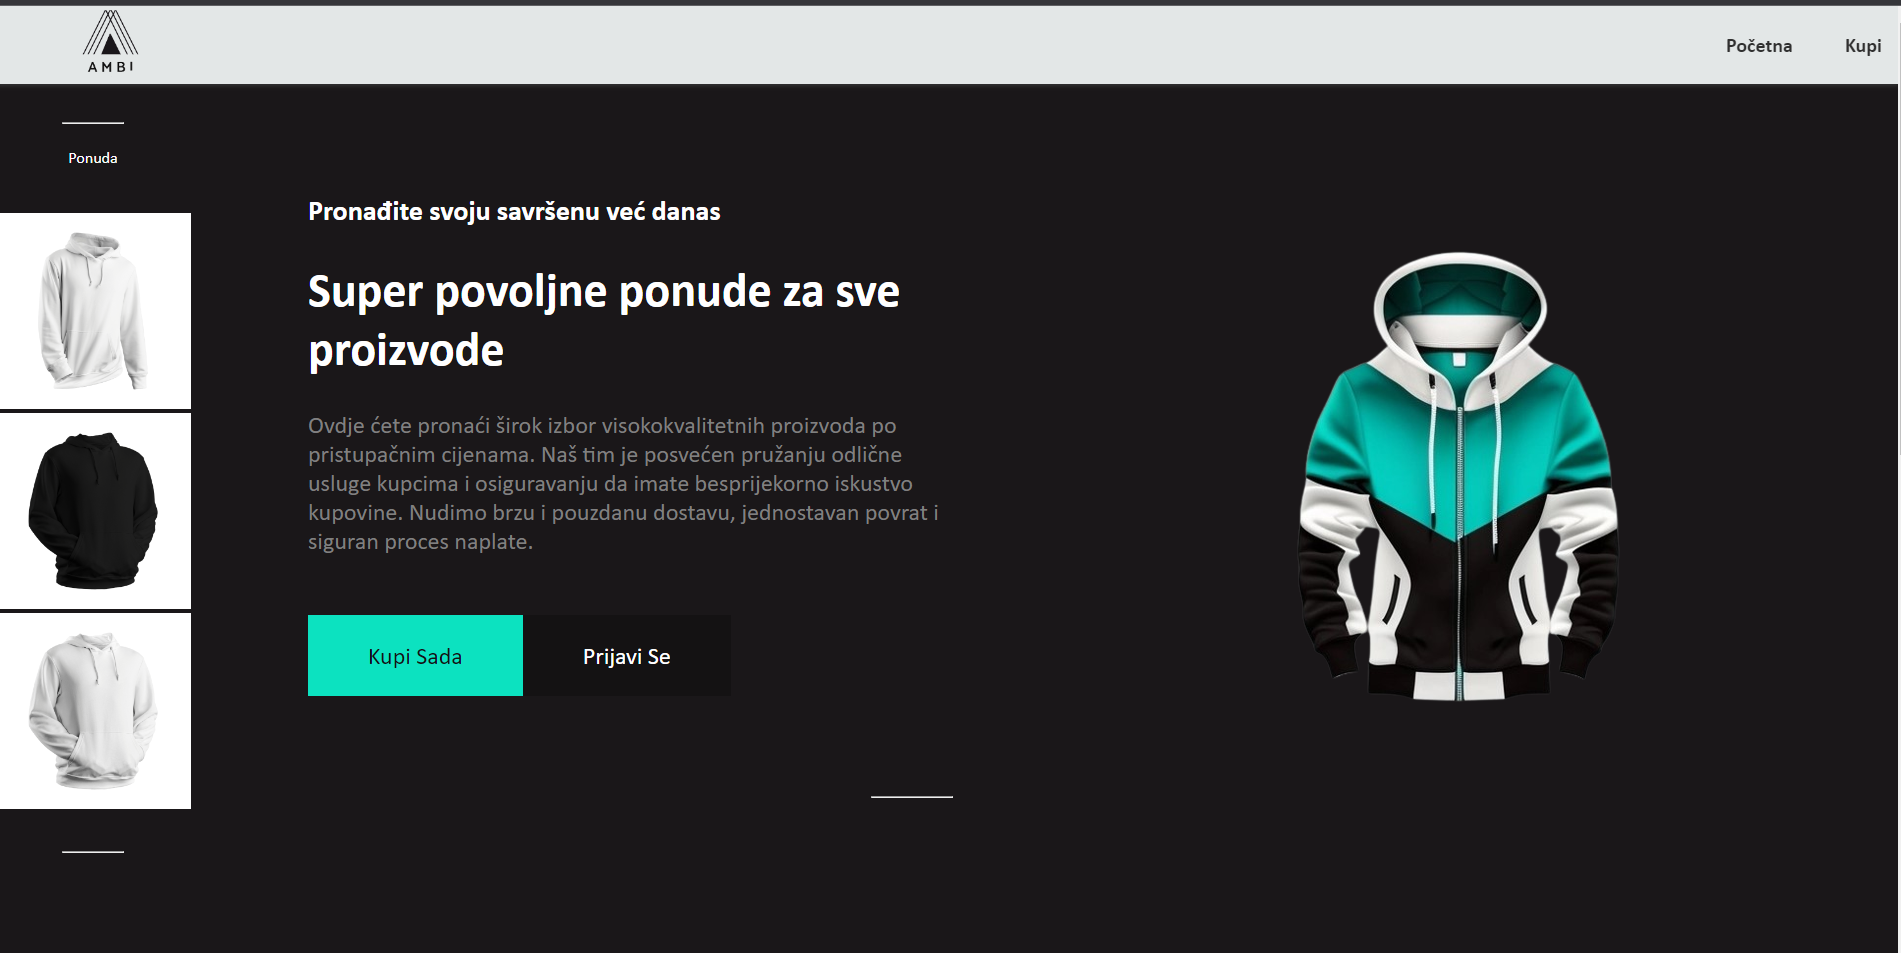 AMBI
Početna
Kupi
Ponuda
Pronađite svoju savršenu već danas
Super povoljne ponude za sve
proizvode
Ovdje ćete pronaći širok izbor visokokvalitetnih proizvoda po
pristupačnim cijenama. Naš tim je posvećen pružanju odlične
usluge kupcima i osiguravanju da imate besprijekorno iskustvo
kupovine. Nudimo brzu i pouzdanu dostavu, jednostavan povrat i
siguran proces naplate.
Kupi Sada
Prijavi Se